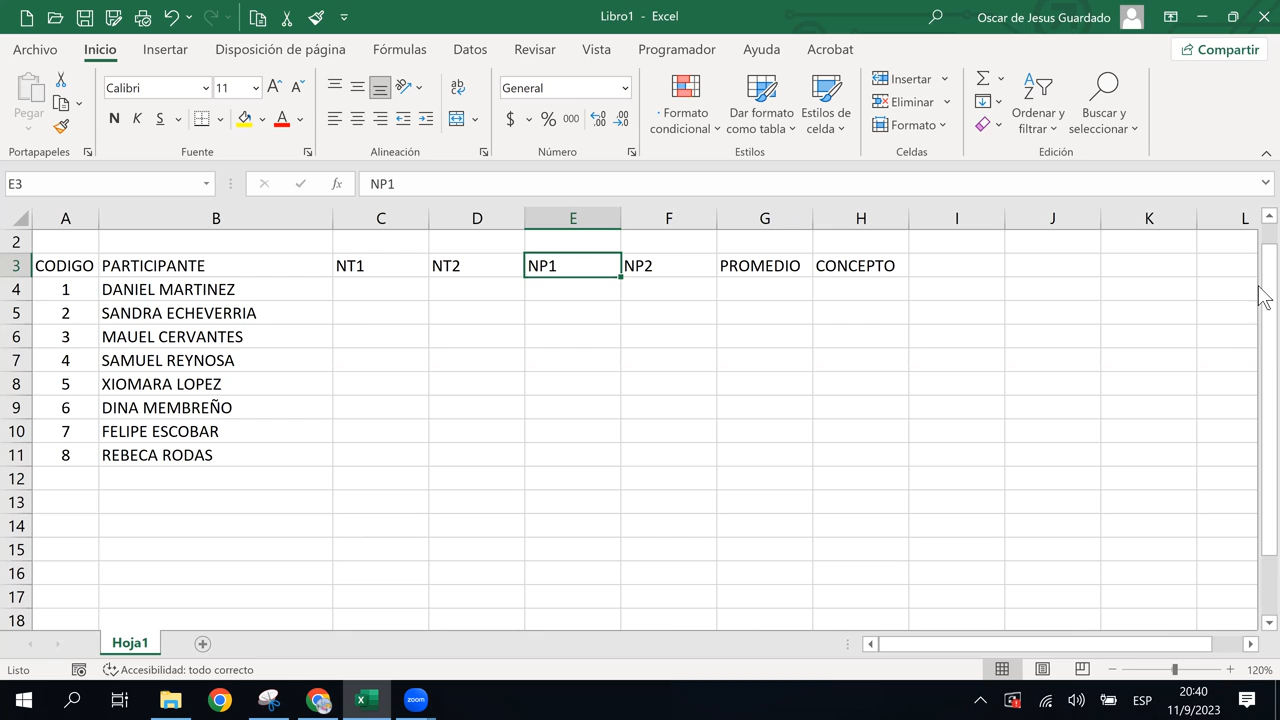 Libro1 - Excel
Oscar de Jesus Guardado
Archivo Inicio Insertar Disposición de página Fórmulas Datos Revisar Vista Programador Ayuda Acrobat Compartir
Pegar
Calibri 11
N K S
General
$ % 000
Formato condicional
Dar formato como tabla
Estilos de celda
Insertar
Eliminar
Formato
Ordenar y filtrar
Buscar y seleccionar
Portapapeles Fuente Alineación Número Estilos Celdas Edición
E3 fx NP1
A B C D E F G H I J K L
2
3 CODIGO PARTICIPANTE NT1 NT2 NP1 NP2 PROMEDIO CONCEPTO
4 1 DANIEL MARTINEZ
5 2 SANDRA ECHEVERRIA
6 3 MAUEL CERVANTES
7 4 SAMUEL REYNOSA
8 5 XIOMARA LOPEZ
9 6 DINA MEMBREÑO
10 7 FELIPE ESCOBAR
11 8 REBECA RODAS
12
13
14
15
16
17
18
Hoja1
Listo Accesibilidad: todo correcto 120%
zoom ESP 20:40
11/9/2023